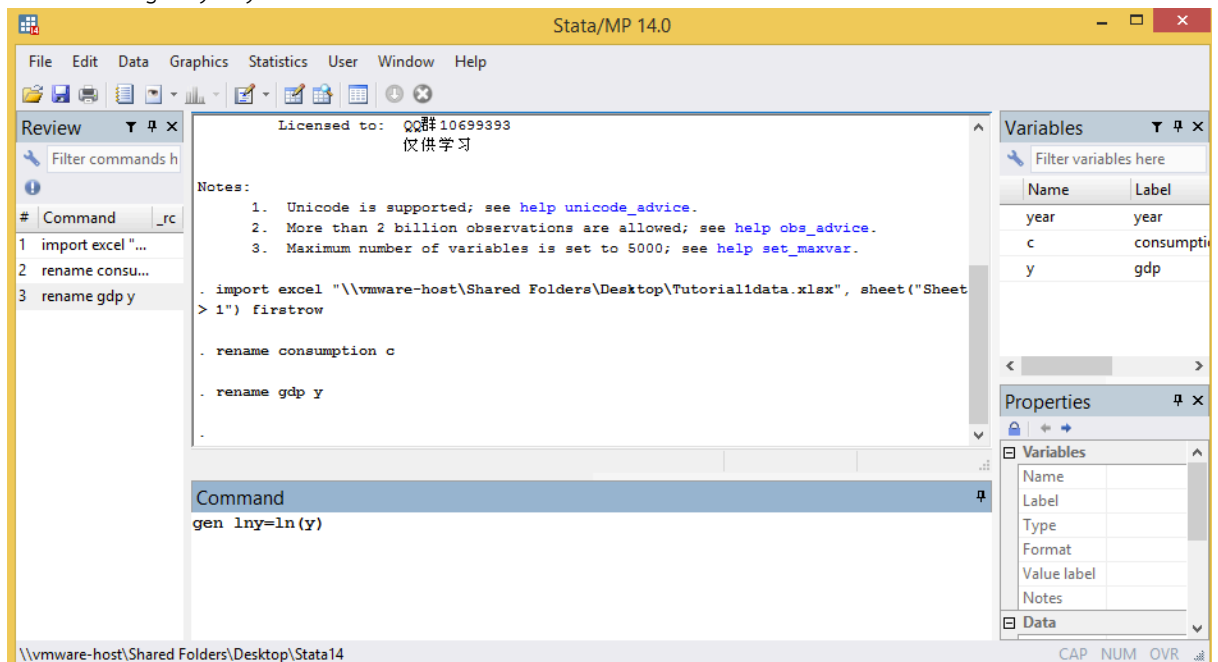 Stata/MP 14.0
File Edit Data Graphics Statistics User Window Help
Review
Filter commands h
# Command _rc
1 import excel "...
2 rename consu...
3 rename gdp y
Licensed to: QQ群10699393
仅供学习
Notes:
1. Unicode is supported; see help unicode_advice.
2. More than 2 billion observations are allowed; see help obs_advice.
3. Maximum number of variables is set to 5000; see help set_maxvar.
. import excel "\\vmware-host\Shared Folders\Desktop\Tutorial1data.xlsx", sheet("Sheet
> 1") firstrow
. rename consumption c
. rename gdp y
.
Command
gen lny=ln(y)
Variables
Filter variables here
Name Label
year year
c consumpti
y gdp
Properties
Variables
Name
Label
Type
Format
Value label
Notes
Data
\\vmware-host\Shared Folders\Desktop\Stata14
CAP NUM OVR